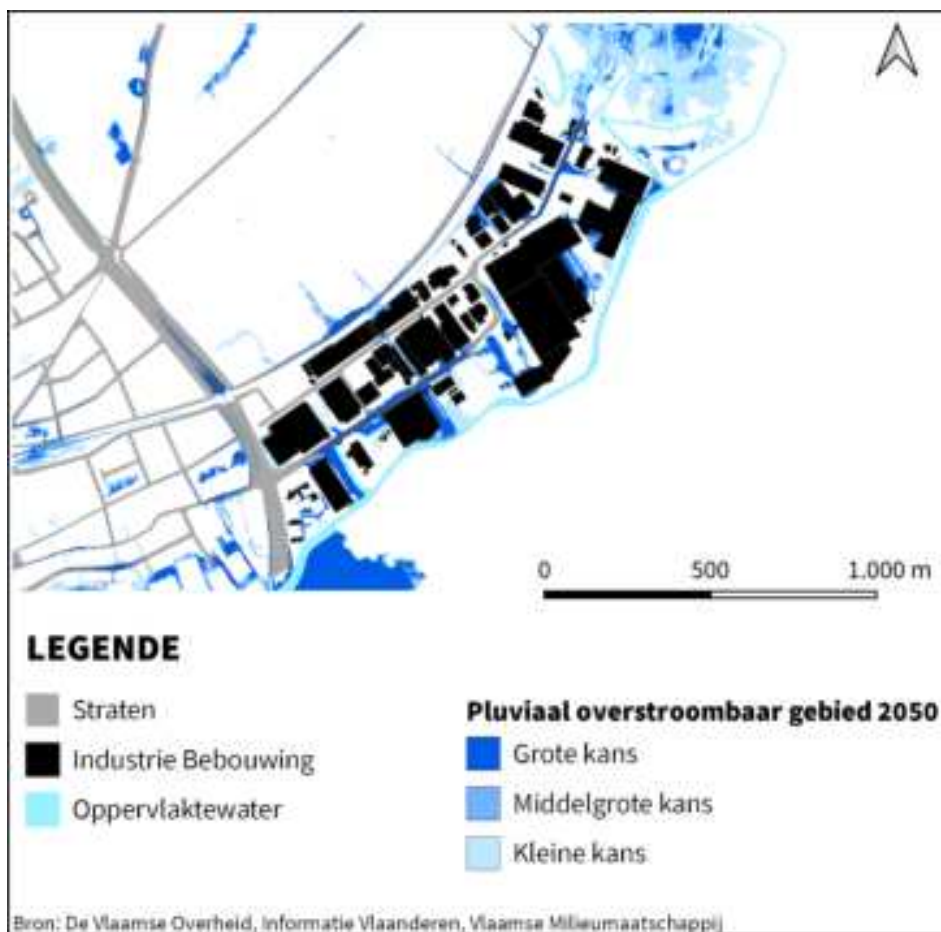 0 500 1.000 m
LEGENDE
Straten
Industrie Bebouwing
Oppervlaktewater
Pluviaal overstroombaar gebied 2050
Grote kans
Middelgrote kans
Kleine kans
Bron: De Vlaamse Overheid, Informatie Vlaanderen, Vlaamse Milieumaatschappij